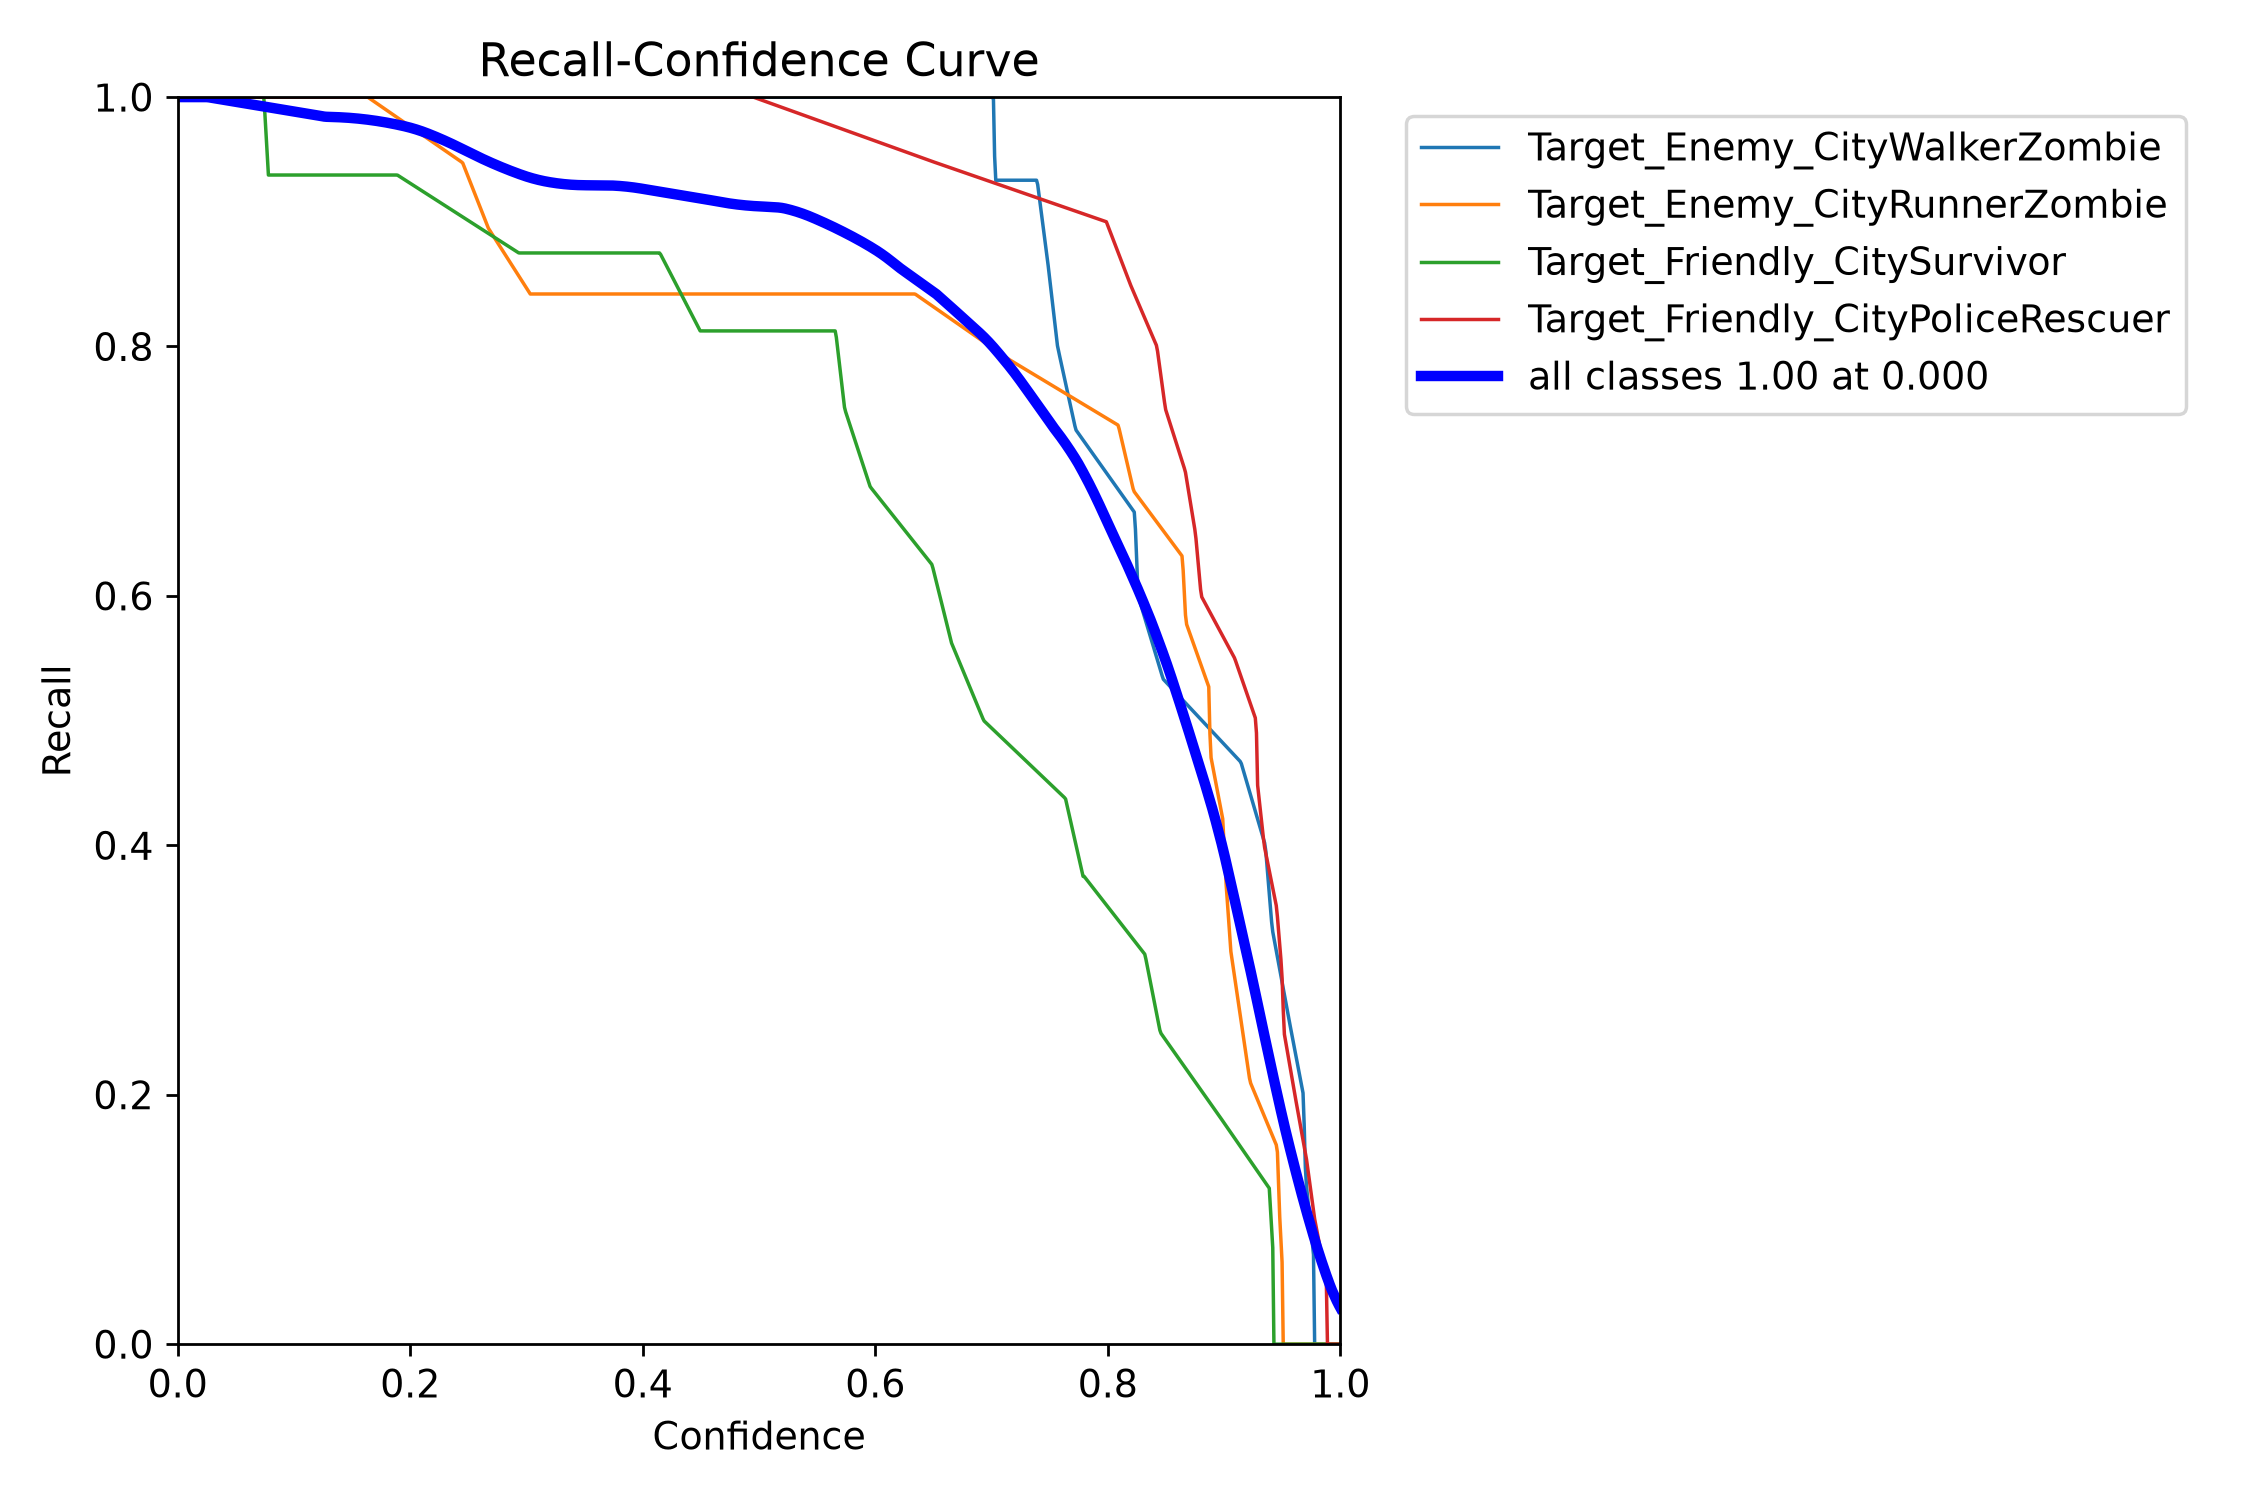 Recall-Confidence Curve
1.0
0.8
0.6
0.4
0.2
0.0
Recall
0.0 0.2 0.4 0.6 0.8 1.0
Confidence
Target_Enemy_CityWalkerZombie
Target_Enemy_CityRunnerZombie
Target_Friendly_CitySurvivor
Target_Friendly_CityPoliceRescuer
all classes 1.00 at 0.000